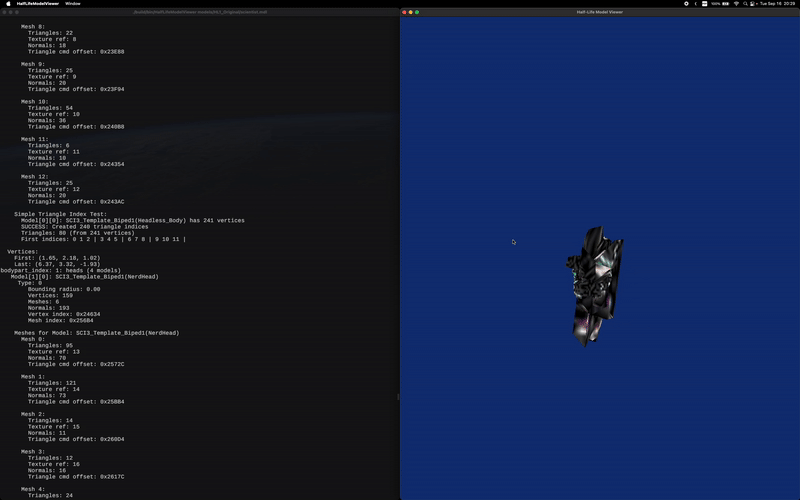 HalfLifeModelViewer Window
100%
Tue Sep 16 20:28
Half-Life Model Viewer
Mesh 8:
Triangles: 22
Texture ref: 8
Normals: 18
Triangle cmd offset: 0x23E88
Mesh 9:
Triangles: 25
Texture ref: 9
Normals: 20
Triangle cmd offset: 0x23F94
Mesh 10:
Triangles: 54
Texture ref: 10
Normals: 36
Triangle cmd offset: 0x240B8
Mesh 11:
Triangles: 6
Texture ref: 11
Normals: 10
Triangle cmd offset: 0x24354
Mesh 12:
Triangles: 25
Texture ref: 12
Normals: 20
Triangle cmd offset: 0x243AC
Simple Triangle Index Test:
Model[0][0]: SCI3_Template_Biped1(Headless_Body) has 241 vertices
SUCCESS: Created 240 triangle indices
Triangles: 80 (from 241 vertices)
First indices: 0 1 2 | 3 4 5 | 6 7 8 | 9 10 11 |
Vertices:
First: (1.65, 2.18, 1.02)
Last: (6.37, 3.32, -1.93)
bodypart_index: 1: heads (4 models)
Model[1][0]: SCI3_Template_Biped1(NerdHead)
Type: 0
Bounding radius: 0.00
Vertices: 159
Meshes: 6
Normals: 193
Vertex index: 0x24634
Mesh index: 0x256B4
Meshes for Model: SCI3_Template_Biped1(NerdHead)
Mesh 0:
Triangles: 95
Texture ref: 13
Normals: 70
Triangle cmd offset: 0x2572C
Mesh 1:
Triangles: 121
Texture ref: 14
Normals: 73
Triangle cmd offset: 0x25BB4
Mesh 2:
Triangles: 14
Texture ref: 15
Normals: 11
Triangle cmd offset: 0x260D4
Mesh 3:
Triangles: 12
Texture ref: 16
Normals: 16
Triangle cmd offset: 0x2617C
Mesh 4:
Triangles: 24